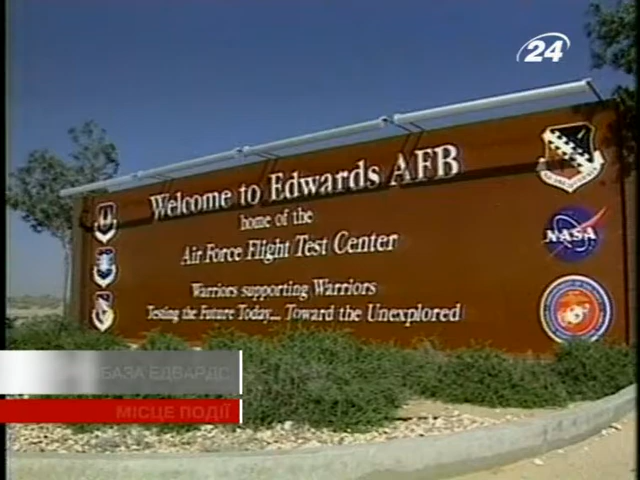 24
Welcome to Edwards AFB
home of the
Air Force Flight Test Center
Warriors supporting Warriors
Testing the Future Today... Toward the Unexplored
NASA
БАЗА ЕДВАРДС
МІСЦЕ ПОДІЇ